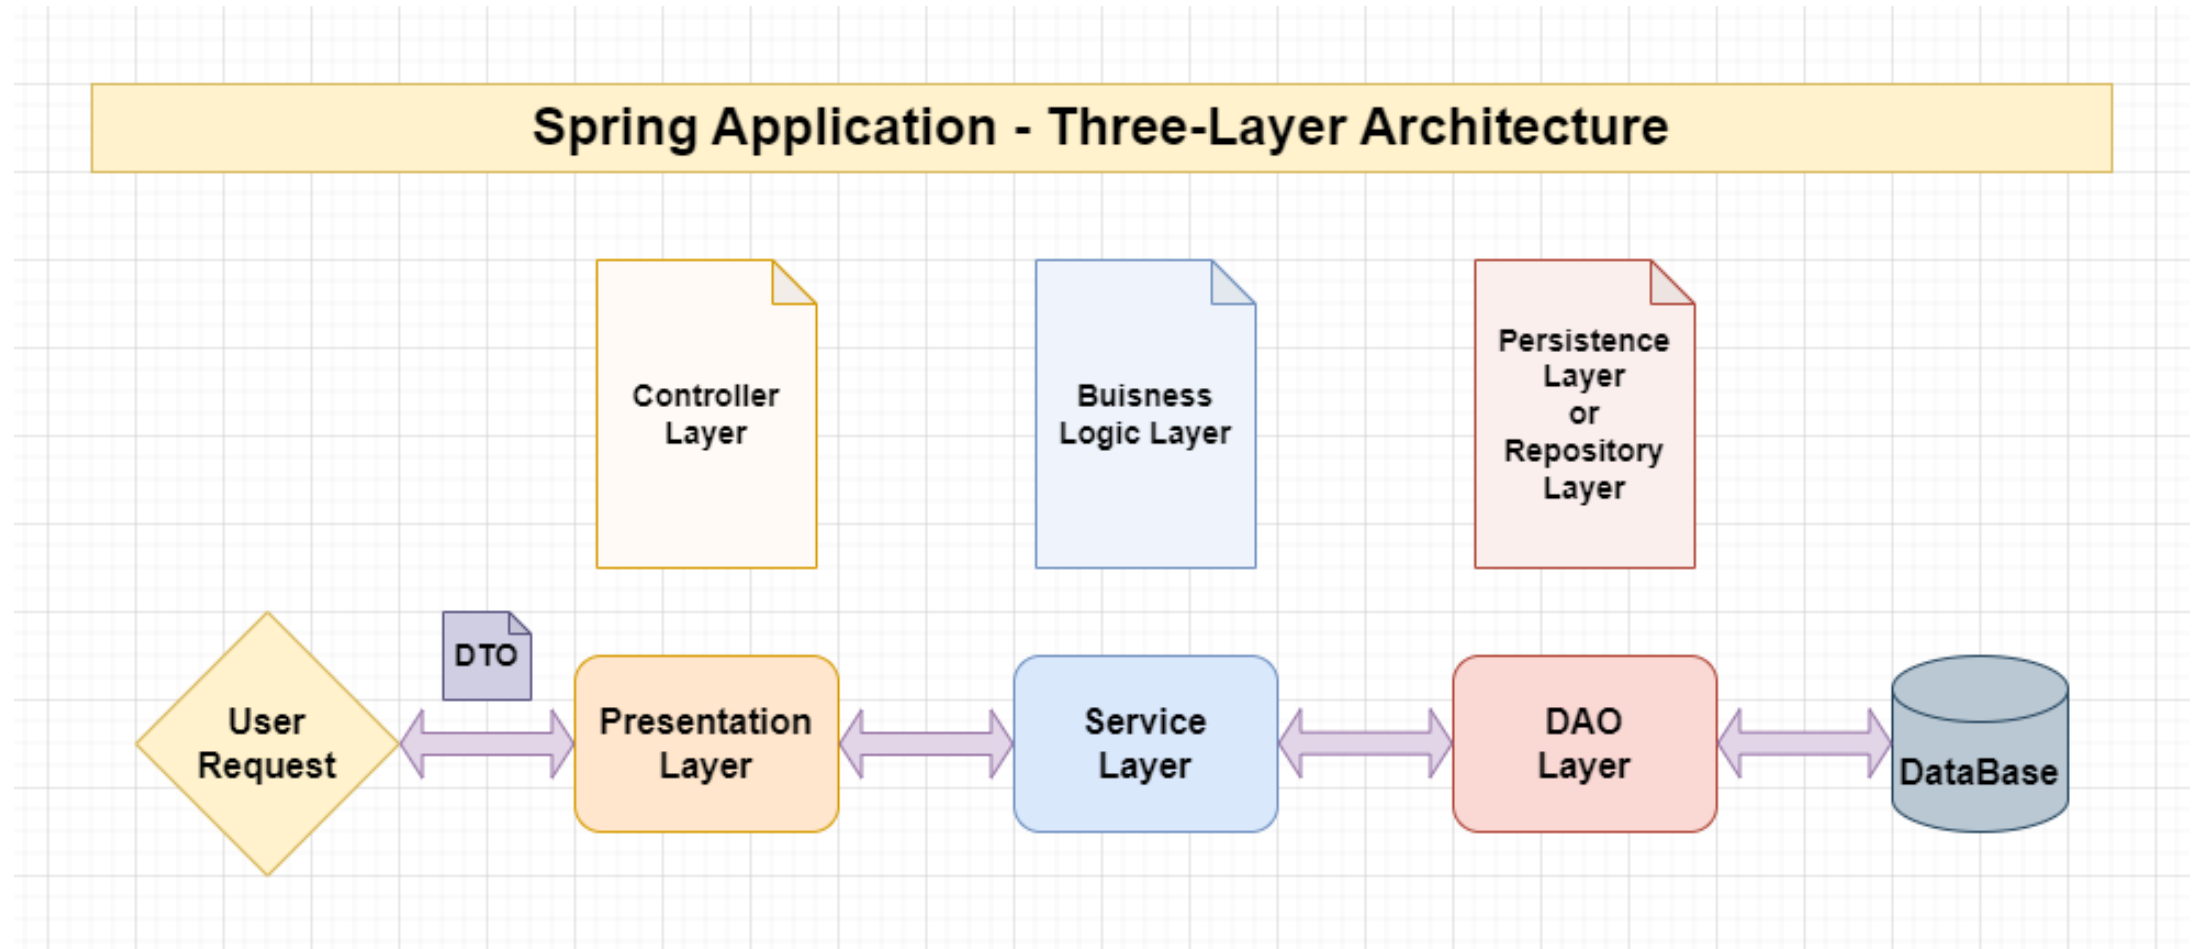 Spring Application - Three-Layer Architecture
Controller
Layer
Buisness
Logic Layer
Persistence
Layer
or
Repository
Layer
DTO
User
Request
Presentation
Layer
Service
Layer
DAO
Layer
DataBase